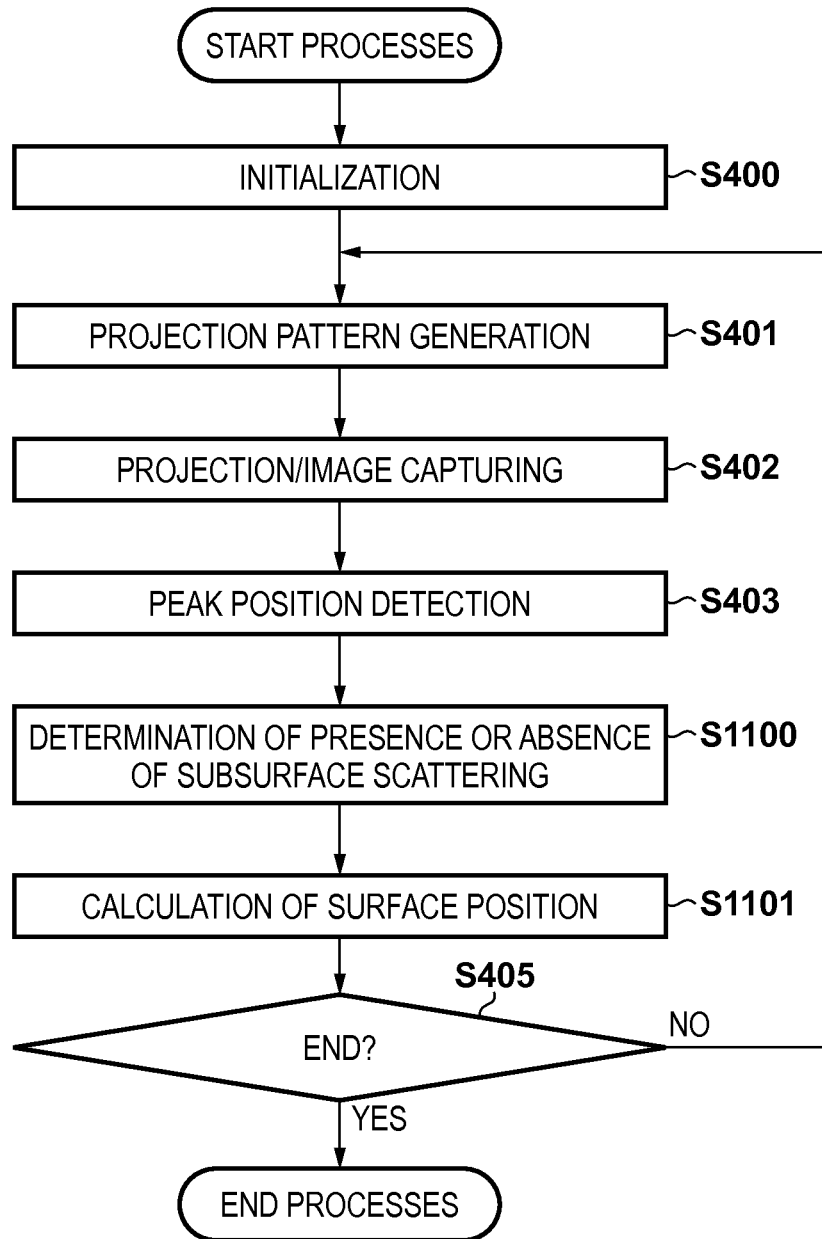 START PROCESSES
INITIALIZATION
S400
PROJECTION PATTERN GENERATION
S401
PROJECTION/IMAGE CAPTURING
S402
PEAK POSITION DETECTION
S403
DETERMINATION OF PRESENCE OR ABSENCE
OF SUBSURFACE SCATTERING
S1100
CALCULATION OF SURFACE POSITION
S1101
S405
END?
NO
YES
END PROCESSES